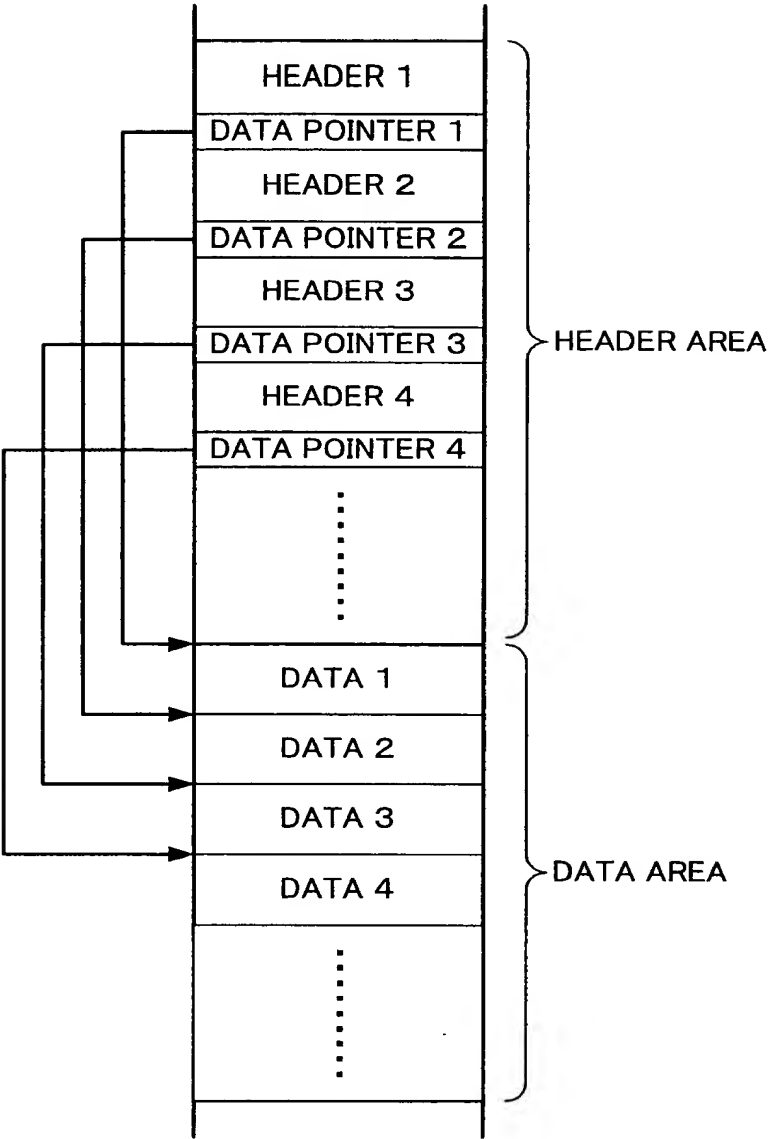 HEADER 1
DATA POINTER 1
HEADER 2
DATA POINTER 2
HEADER 3
DATA POINTER 3
HEADER 4
DATA POINTER 4
HEADER AREA
DATA 1
DATA 2
DATA 3
DATA 4
DATA AREA